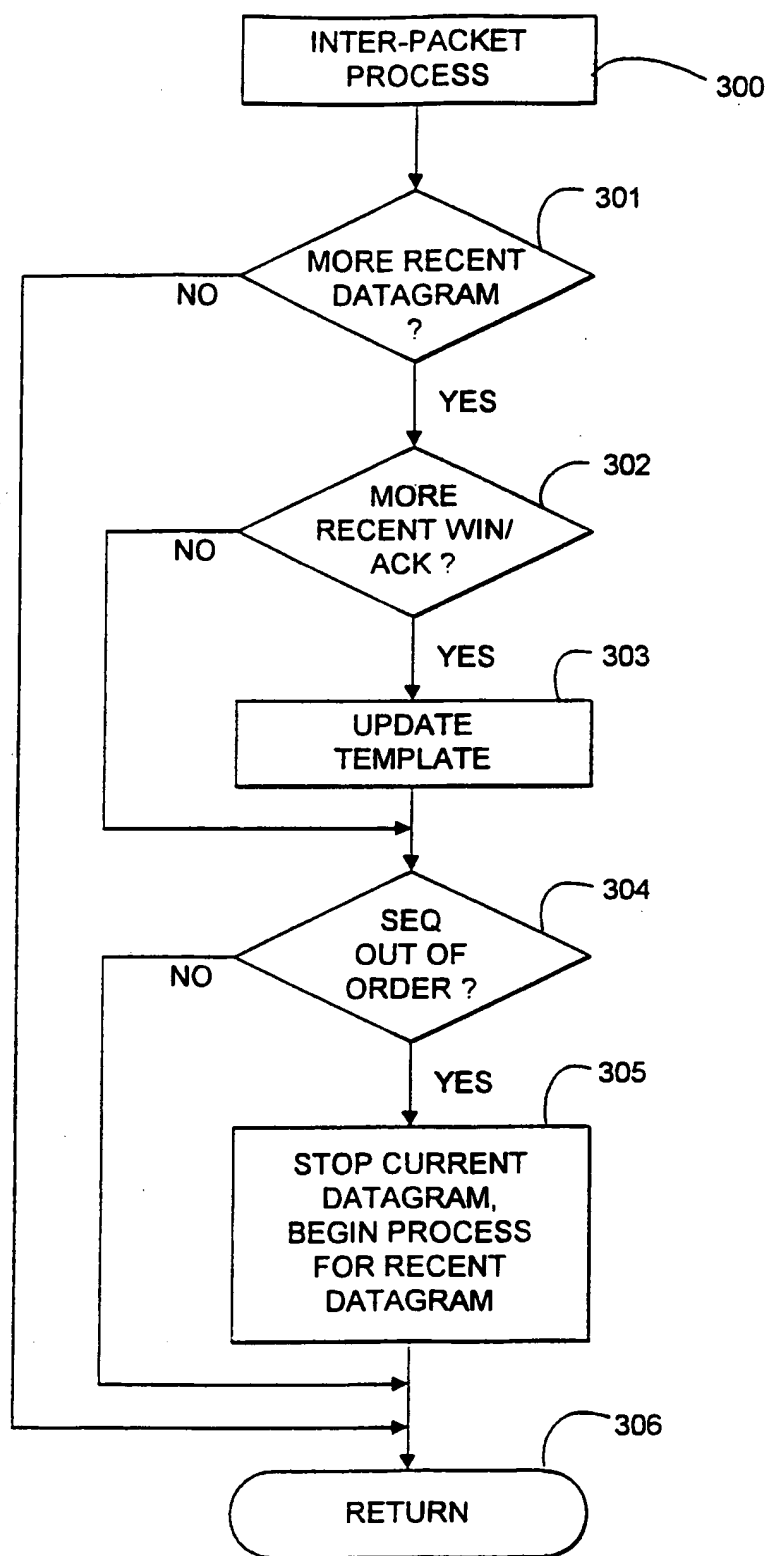 INTER-PACKET
PROCESS
300
301
MORE RECENT
DATAGRAM
?
NO
YES
302
MORE
RECENT WIN/
ACK ?
NO
YES
303
UPDATE
TEMPLATE
304
SEQ
OUT OF
ORDER ?
NO
YES
305
STOP CURRENT
DATAGRAM,
BEGIN PROCESS
FOR RECENT
DATAGRAM
306
RETURN